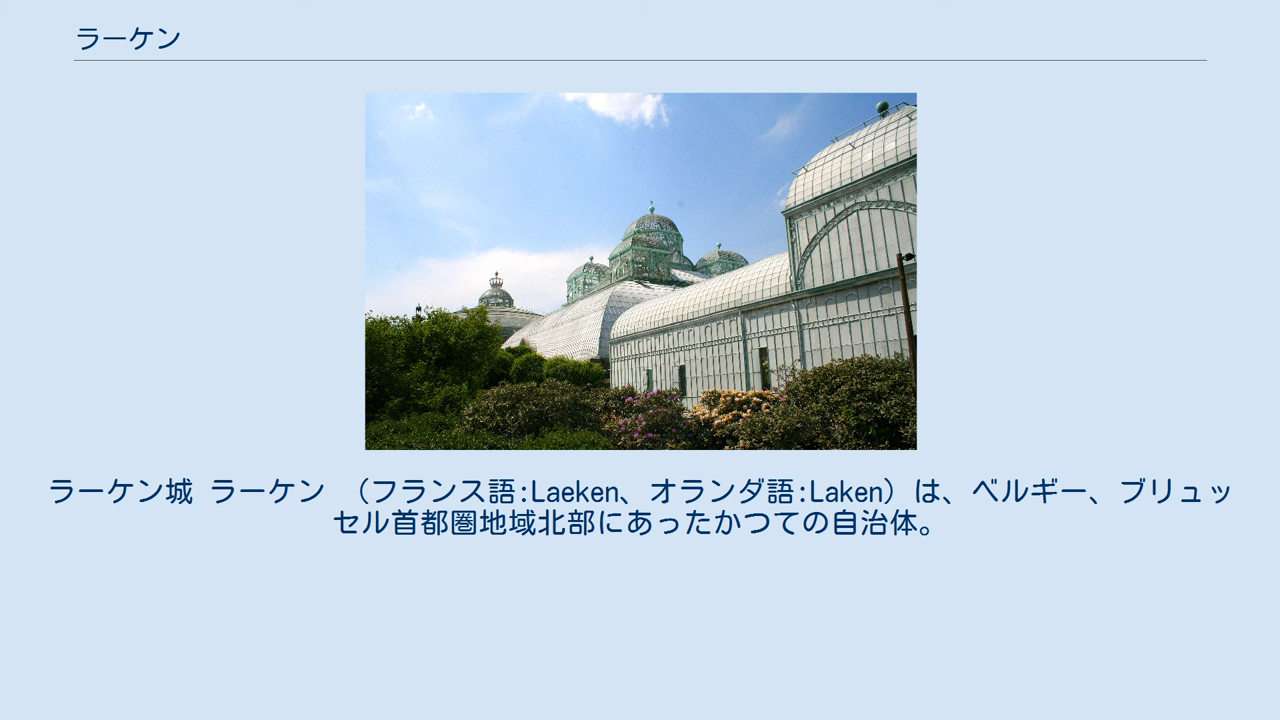 ラーケン
ラーケン城 ラーケン （フランス語:Laeken、オランダ語:Laken）は、ベルギー、ブリュッ
セル首都圏地域北部にあったかつての自治体。